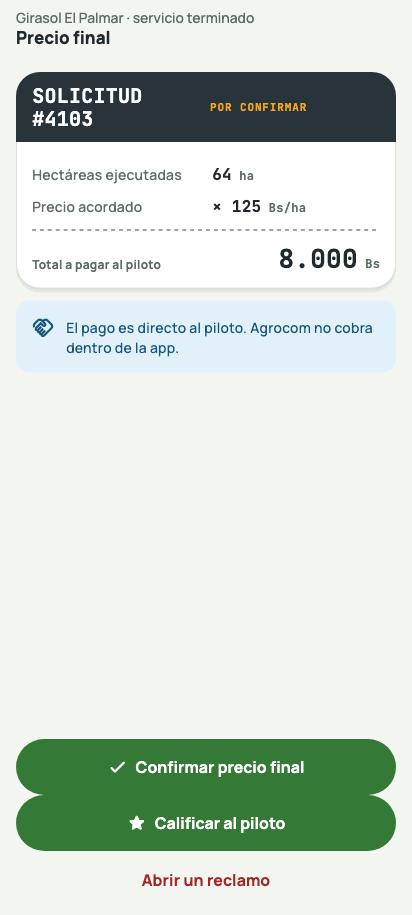 Girasol El Palmar · servicio terminado
Precio final
SOLICITUD
#4103
POR CONFIRMAR
Hectáreas ejecutadas 64 ha
Precio acordado × 125 Bs/ha
Total a pagar al piloto 8.000 Bs
El pago es directo al piloto. Agrocom no cobra
dentro de la app.
Confirmar precio final
Calificar al piloto
Abrir un reclamo